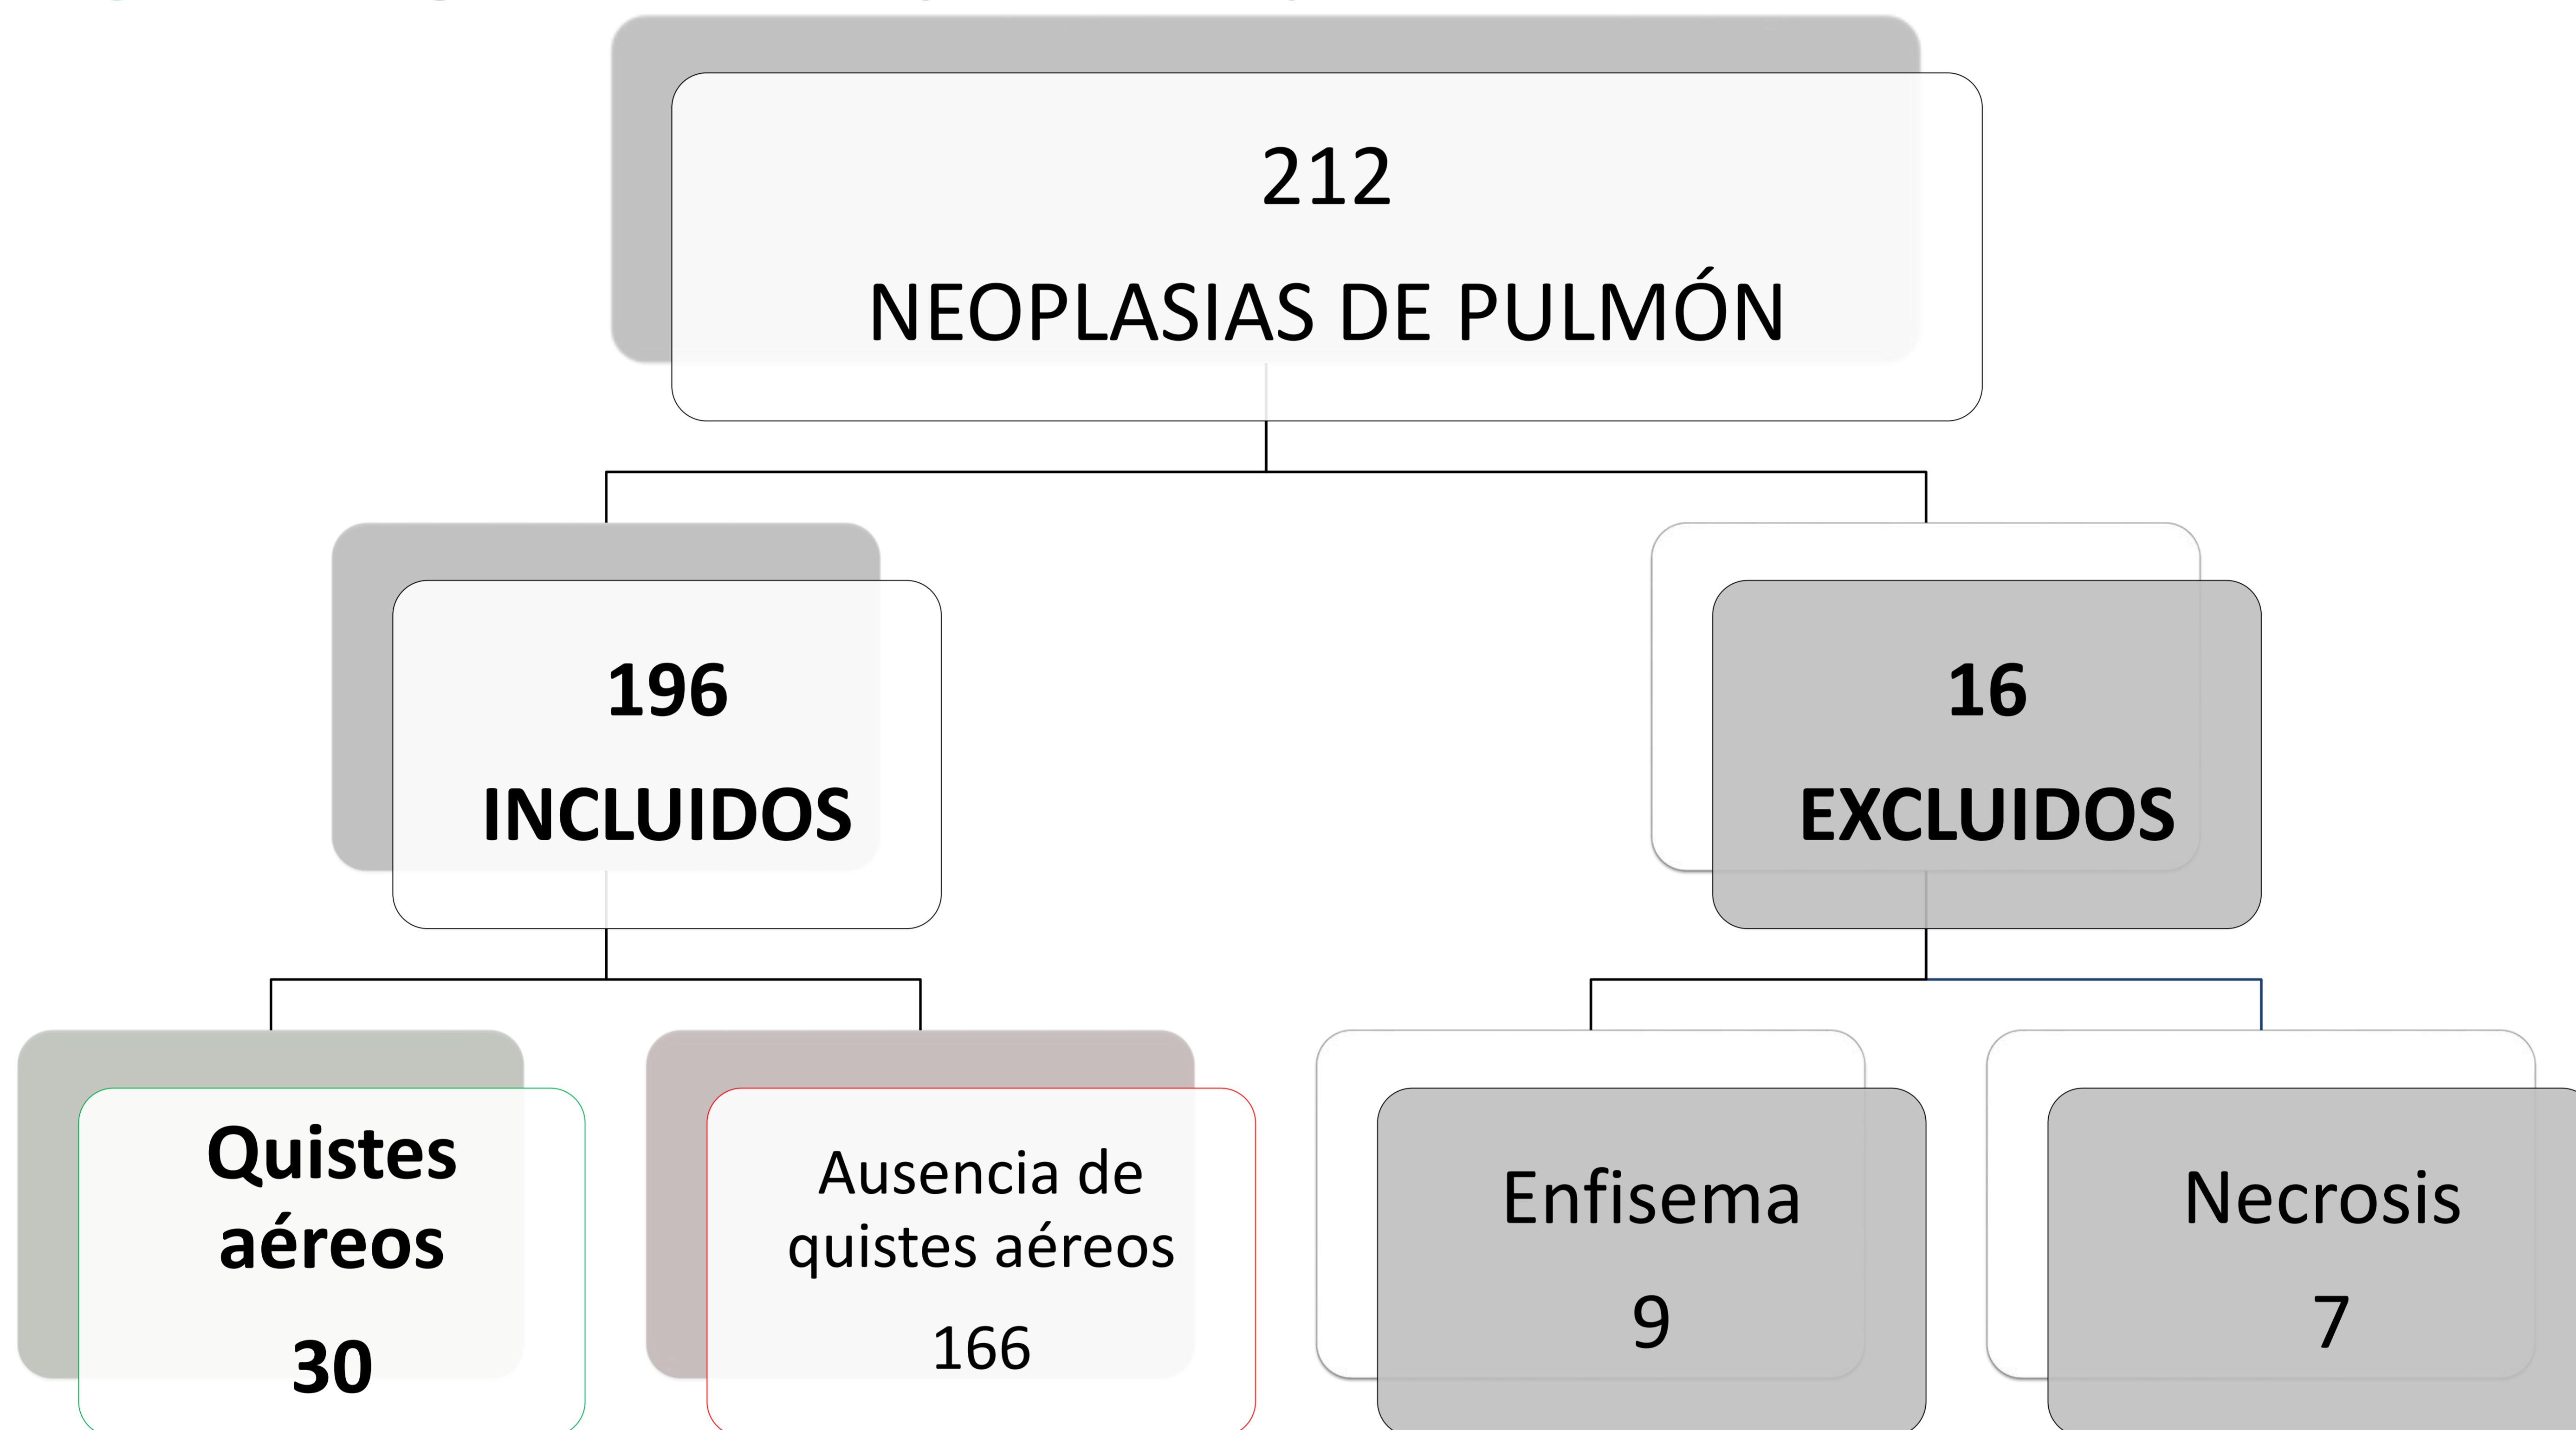 212
NEOPLASIAS DE PULMÓN
196
INCLUIDOS
16
EXCLUIDOS
Quistes
aéreos
30
Ausencia de
quistes aéreos
166
Enfisema
9
Necrosis
7